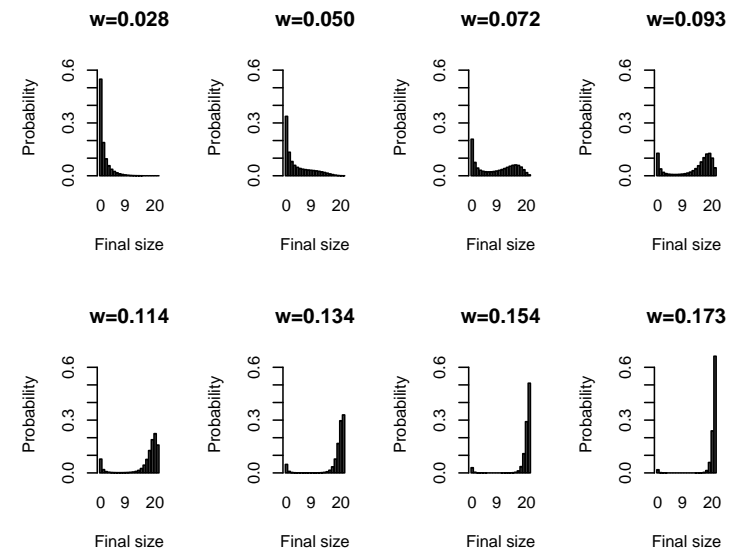 w=0.028
w=0.050
w=0.072
w=0.093
Probability
0.0 0.3 0.6
0 9 20
Final size
Probability
0.0 0.3 0.6
0 9 20
Final size
Probability
0.0 0.3 0.6
0 9 20
Final size
Probability
0.0 0.3 0.6
0 9 20
Final size
w=0.114
w=0.134
w=0.154
w=0.173
Probability
0.0 0.3 0.6
0 9 20
Final size
Probability
0.0 0.3 0.6
0 9 20
Final size
Probability
0.0 0.3 0.6
0 9 20
Final size
Probability
0.0 0.3 0.6
0 9 20
Final size